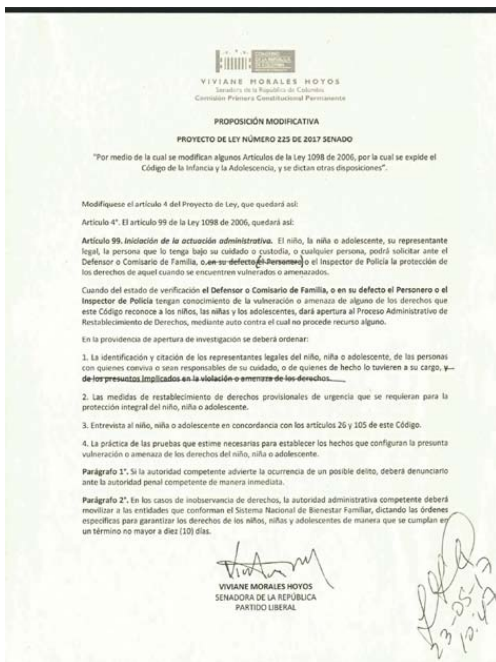 VIVIANE MORALES HOYOS
Senadora de la República de Colombia
Comisión Primera Constitucional Permanente
PROPOSICIÓN MODIFICATIVA
PROYECTO DE LEY NÚMERO 225 DE 2017 SENADO
"Por medio de la cual se modifican algunos Artículos de la Ley 1098 de 2006, por la cual se expide el
Código de la Infancia y la Adolescencia, y se dictan otras disposiciones".
Modifíquese el artículo 4 del Proyecto de Ley, que quedará así:
Artículo 4°. El artículo 99 de la Ley 1098 de 2006, quedará así:
Artículo 99. Iniciación de la actuación administrativa. El niño, la niña o adolescente, su representante
legal, la persona que lo tenga bajo su cuidado o custodia, o cualquier persona, podrá solicitar ante el
Defensor o Comisario de Familia, o en su defecto el Personero o el Inspector de Policía la protección de
los derechos de aquel cuando se encuentren vulnerados o amenazados.
Cuando del estado de verificación el Defensor o Comisario de Familia, o en su defecto el Personero o el
Inspector de Policía tengan conocimiento de la vulneración o amenaza de alguno de los derechos que
este Código reconoce a los niños, las niñas y los adolescentes, dará apertura al Proceso Administrativo de
Restablecimiento de Derechos, mediante auto contra el cual no procede recurso alguno.
En la providencia de apertura de investigación se deberá ordenar:
1. La identificación y citación de los representantes legales del niño, niña o adolescente, de las personas
con quienes conviva o sean responsables de su cuidado, o de quienes de hecho lo tuvieren a su cargo, y
de los presuntos implicados en la violación o amenaza de los derechos.
2. Las medidas de restablecimiento de derechos provisionales de urgencia que se requieran para la
protección integral del niño, niña o adolescente.
3. Entrevista al niño, niña o adolescente en concordancia con los artículos 26 y 105 de este Código.
4. La práctica de las pruebas que estime necesarias para establecer los hechos que configuran la presunta
vulneración o amenaza de los derechos del niño, niña o adolescente.
Parágrafo 1°. Si la autoridad competente advierte la ocurrencia de un posible delito, deberá denunciarlo
ante la autoridad penal competente de manera inmediata.
Parágrafo 2°. En los casos de inobservancia de derechos, la autoridad administrativa competente deberá
movilizar a las entidades que conforman el Sistema Nacional de Bienestar Familiar, dictando las órdenes
específicas para garantizar los derechos de los niños, niñas y adolescentes de manera que se cumplan en
un término no mayor a diez (10) días.
VIVIANE MORALES HOYOS
SENADORA DE LA REPÚBLICA
PARTIDO LIBERAL
23-05-17
10:47